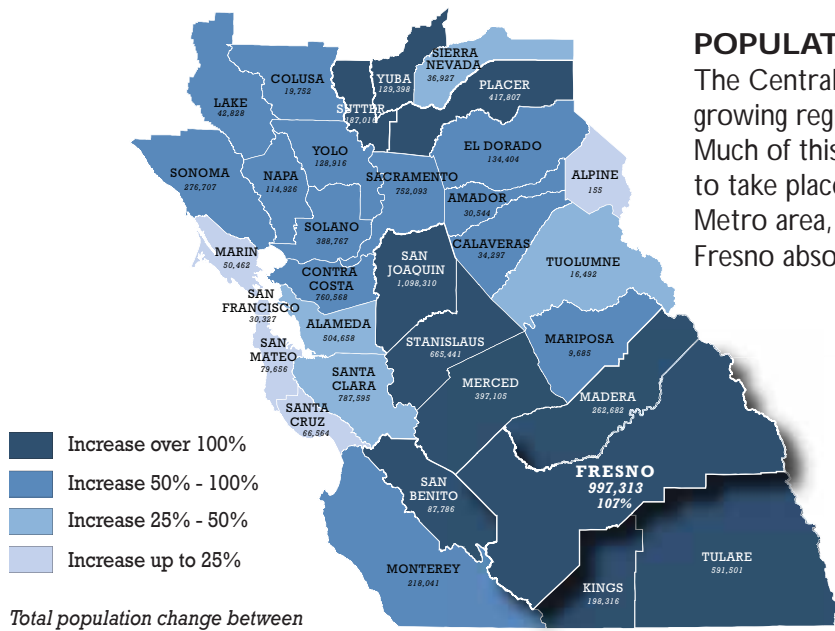 POPULAT
The Central
growing reg
Much of this
to take place
Metro area,
Fresno abso
SIERRA
NEVADA
36,927
YUBA
129,398
COLUSA
19,752
PLACER
417,807
LAKE
42,828
SUTTER
187,016
YOLO
128,916
EL DORADO
134,404
SONOMA
276,707
NAPA
114,926
SACRAMENTO
752,093
ALPINE
155
AMADOR
30,544
SOLANO
388,767
CALAVERAS
34,297
MARIN
50,462
SAN
JOAQUIN
1,098,310
TUOLUMNE
16,492
CONTRA
COSTA
760,568
SAN
FRANCISCO
30,327
ALAMEDA
504,658
STANISLAUS
665,441
MARIPOSA
9,685
SAN
MATEO
79,656
SANTA
CLARA
787,595
MERCED
397,105
MADERA
262,682
SANTA
CRUZ
66,564
FRESNO
997,313
107%
SAN
BENITO
87,786
TULARE
591,501
MONTEREY
218,041
KINGS
198,316
Increase over 100%
Increase 50% - 100%
Increase 25% - 50%
Increase up to 25%
Total population change between